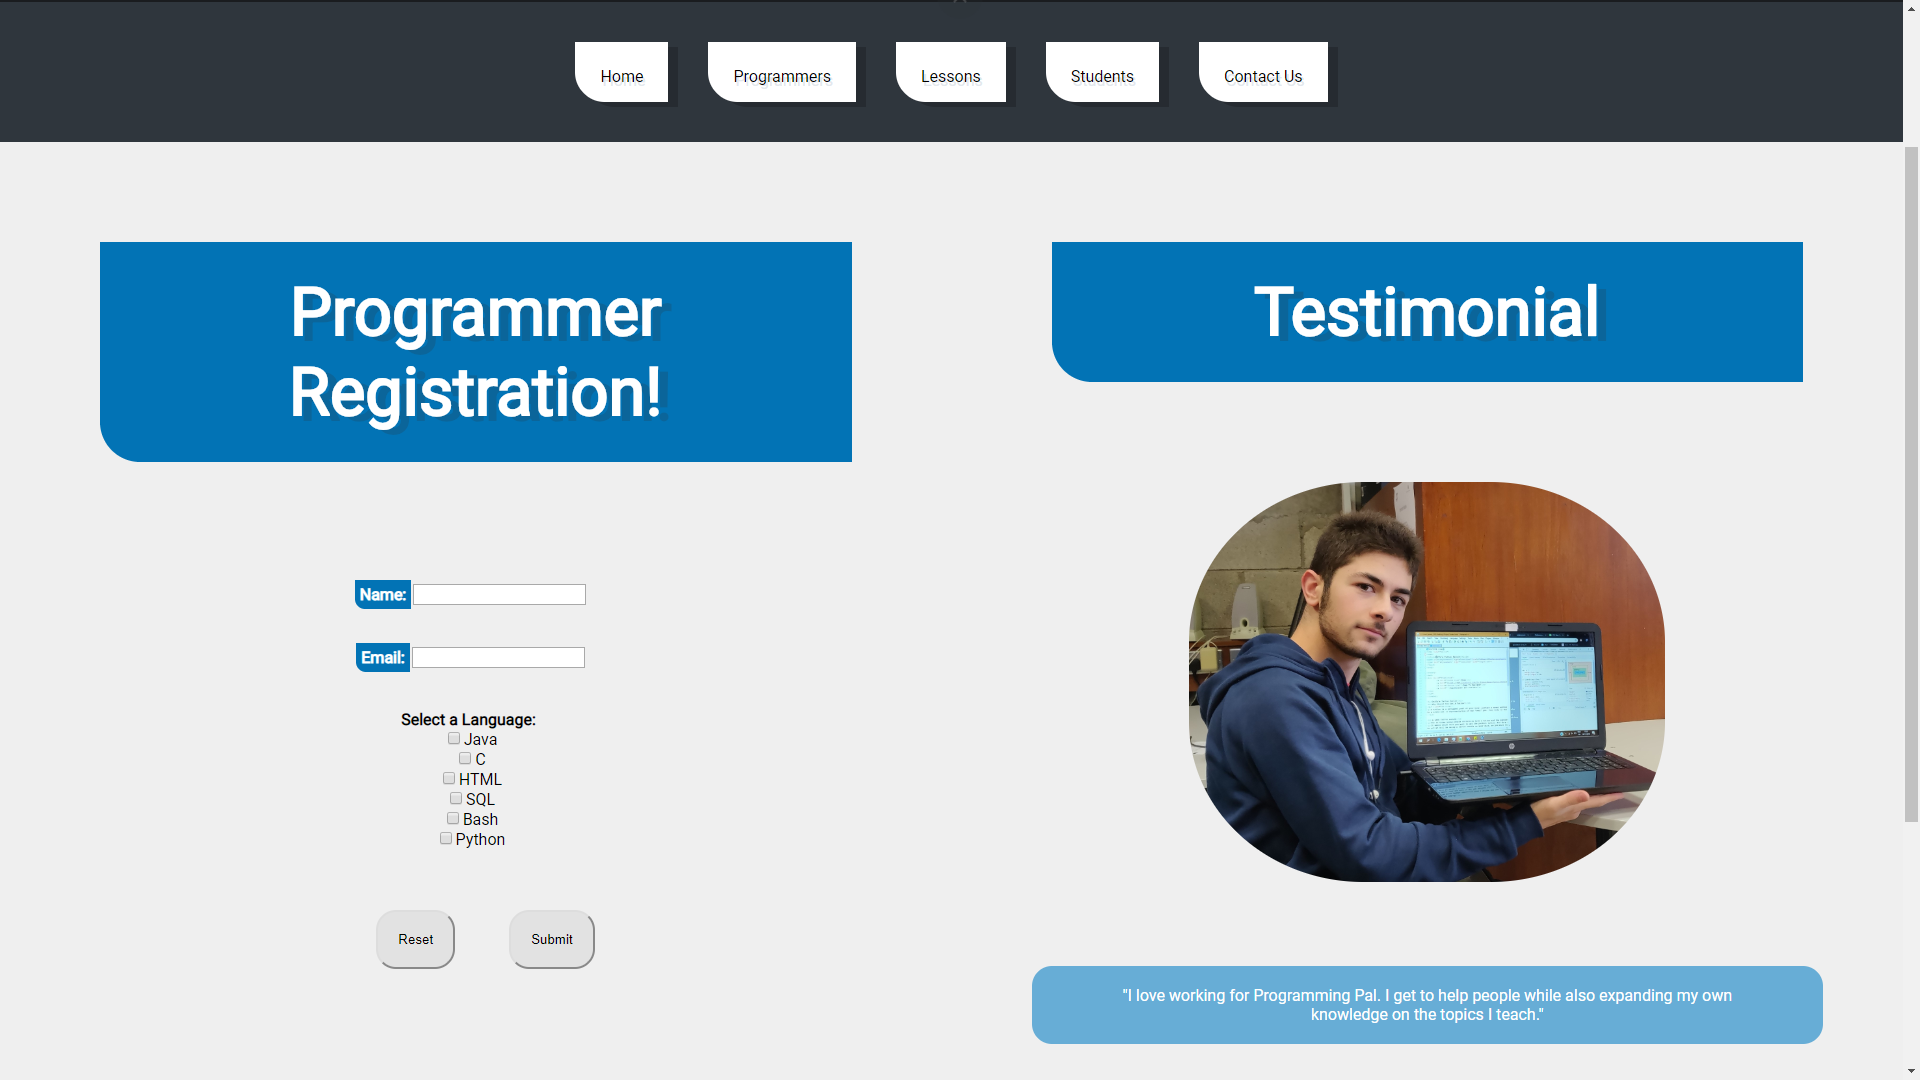 Home
Programmers
Lessons
Students
Contact Us
Programmer
Registration!
Testimonial
Name:
Email:
Select a Language:
Java
C
HTML
SQL
Bash
Python
Reset
Submit
"I love working for Programming Pal. I get to help people while also expanding my own
knowledge on the topics I teach."